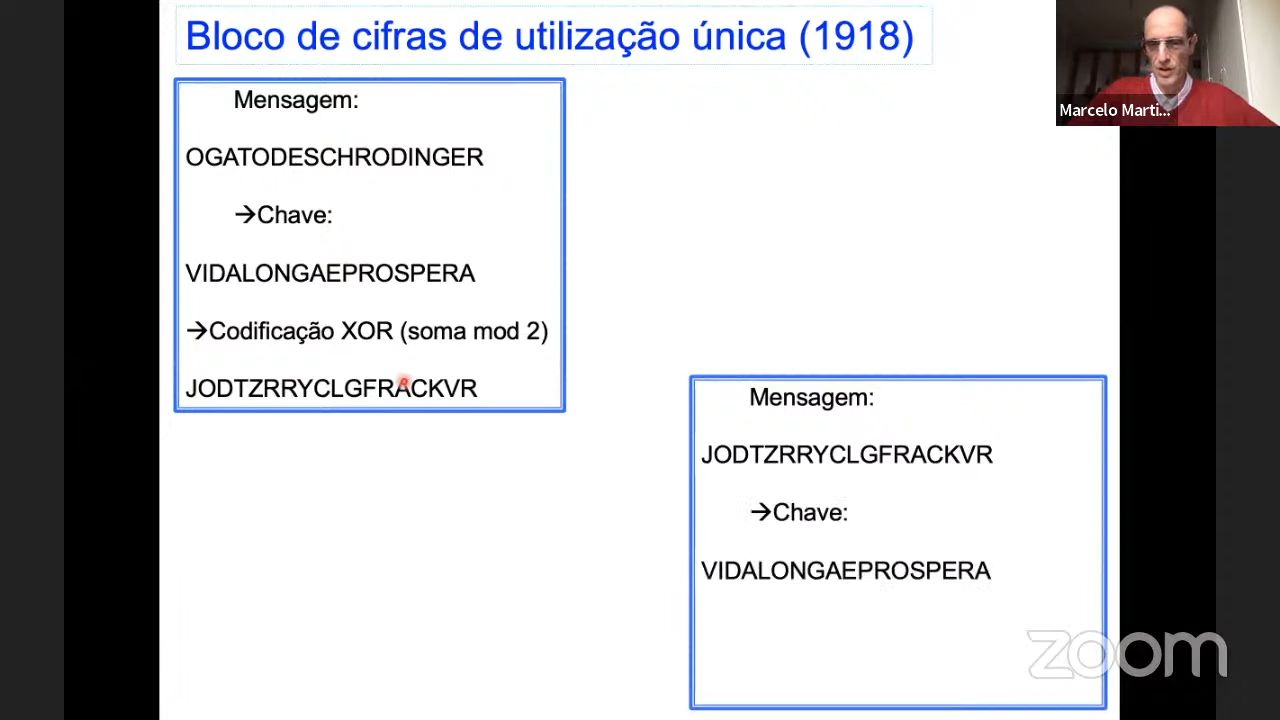 Bloco de cifras de utilização única (1918)
Mensagem:
OGATODESCHRODINGER
→Chave:
VIDALONGAEPROSPERA
→Codificação XOR (soma mod 2)
JODTZRRYCLGFRACKVR
Mensagem:
JODTZRRYCLGFRACKVR
→Chave:
VIDALONGAEPROSPERA
Marcelo Marti...
zoom